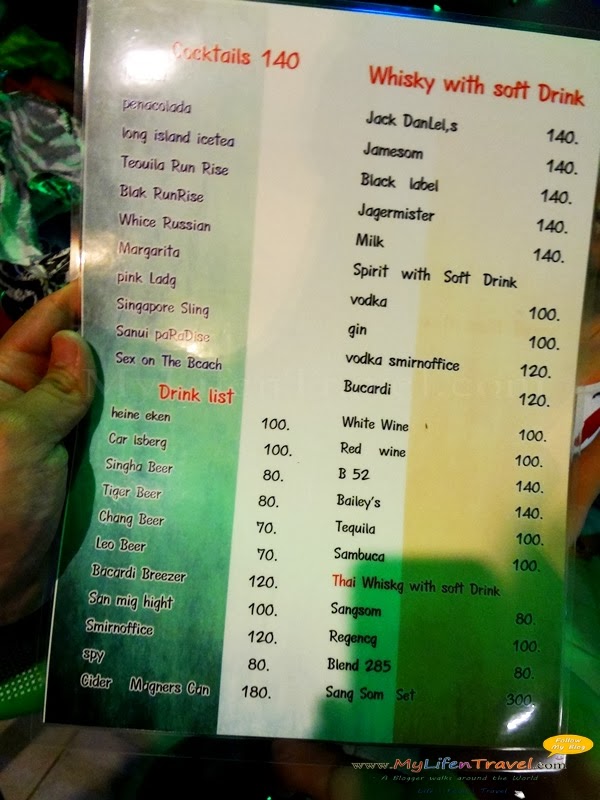 Cocktails 140
penacolada
long island icetea
Teouila Run Rise
Blak RunRise
Whice Russian
Margarita
pink Ladg
Singapore Sling
Sanui paRaDise
Sex on The Bcach
Drink list
heine eken 100.
Car lsberg 100.
Singha Beer 80.
Tiger Beer 80.
Chang Beer 70.
Leo Beer 70.
Bacardi Breezer 120.
San mig hight 100.
Smirnoffice 120.
spy 80.
Cider Magners Can 180.
Whisky with soft Drink
Jack DanLel,s 140.
Jamesom 140.
Black label 140.
Jagermister 140.
Milk 140.
Spirit with Soft Drink
vodka 100.
gin 100.
vodka smirnoffice 120.
Bucardi 120.
White Wine 100.
Red wine 100.
B 52 140.
Bailey's 140.
Tequila 100.
Sambuca 100.
Thai Whiskg with soft Drink
Sangsom 80.
Regencg 100.
Blend 285 80.
Sang Som Set 300.
Follow My Blog
www.MyLifenTravel.com
A Blogger walks around the World